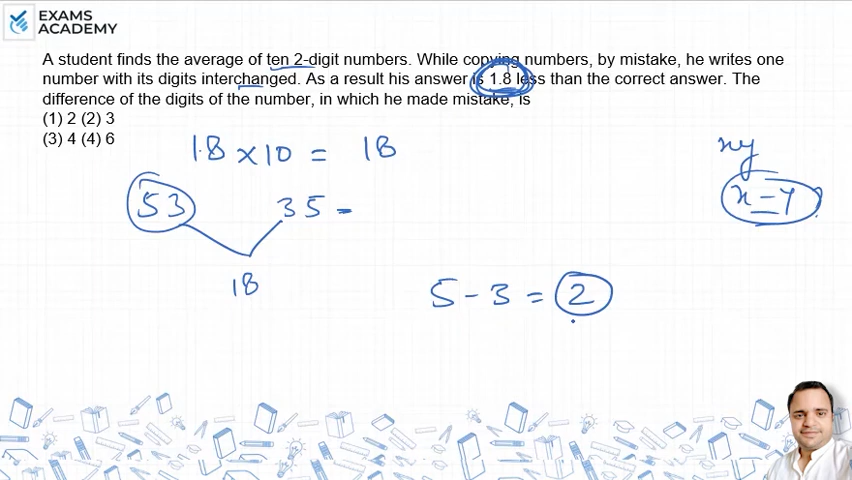 EXAMS
ACADEMY
A student finds the average of ten 2-digit numbers. While copying numbers, by mistake, he writes one
number with its digits interchanged. As a result his answer is 1.8 less than the correct answer. The
difference of the digits of the number, in which he made mistake, is
(1) 2 (2) 3
(3) 4 (4) 6
1.8 × 10 = 18
xy
53 35 =
x - y
18
5 - 3 = 2